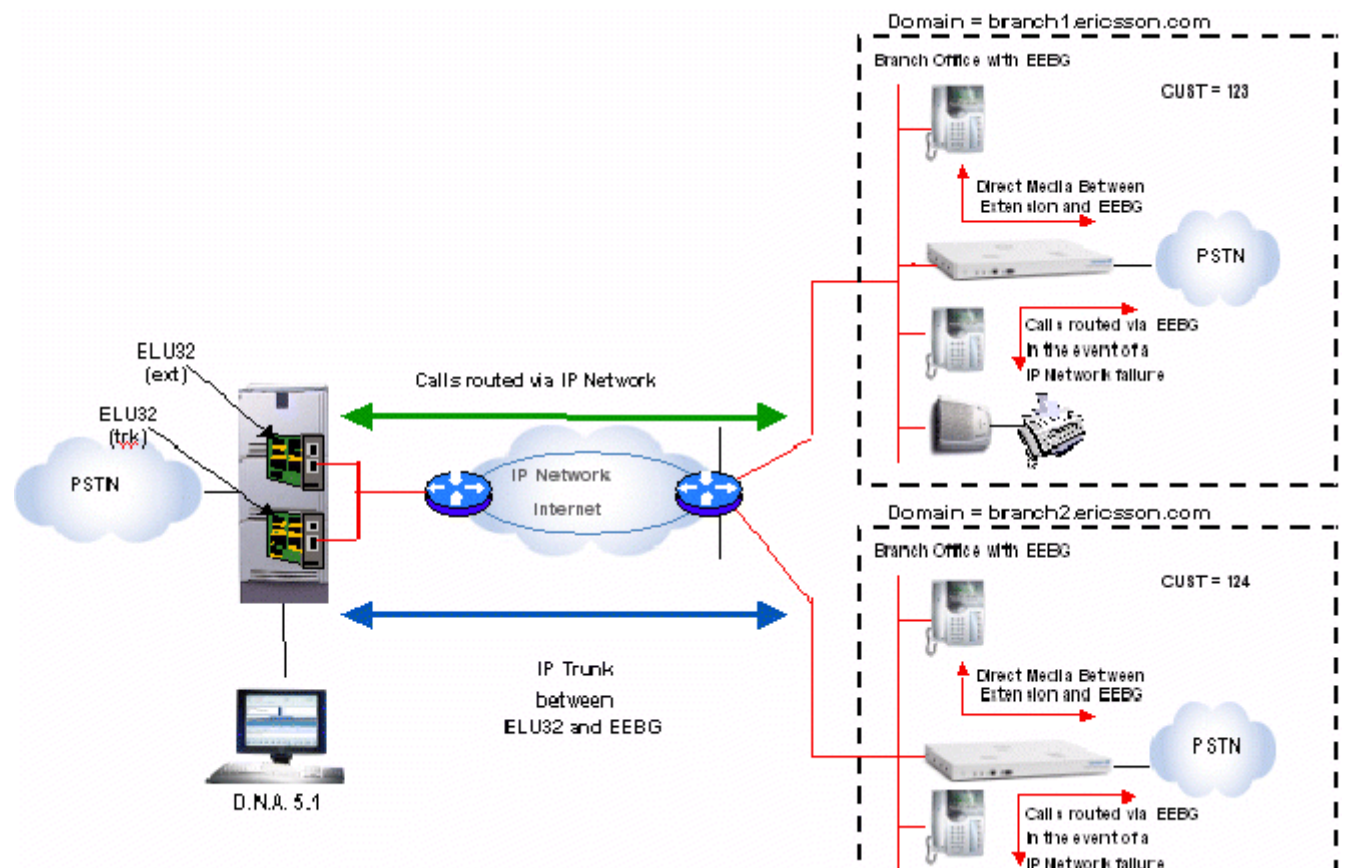 Domain = branch1.ericsson.com
Branch Office with EEBG
CUST = 123
Direct Media Between
Extension and EEBG
PSTN
Calls routed via EEBG
in the event of a
IP Network failure
ELU32
(ext)
ELU32
(trk)
PSTN
Calls routed via IP Network
IP Network
Internet
IP Trunk
between
ELU32 and EEBG
D.N.A. 5.1
Domain = branch2.ericsson.com
Branch Office with EEBG
CUST = 124
Direct Media Between
Extension and EEBG
PSTN
Calls routed via EEBG
in the event of a
IP Network failure